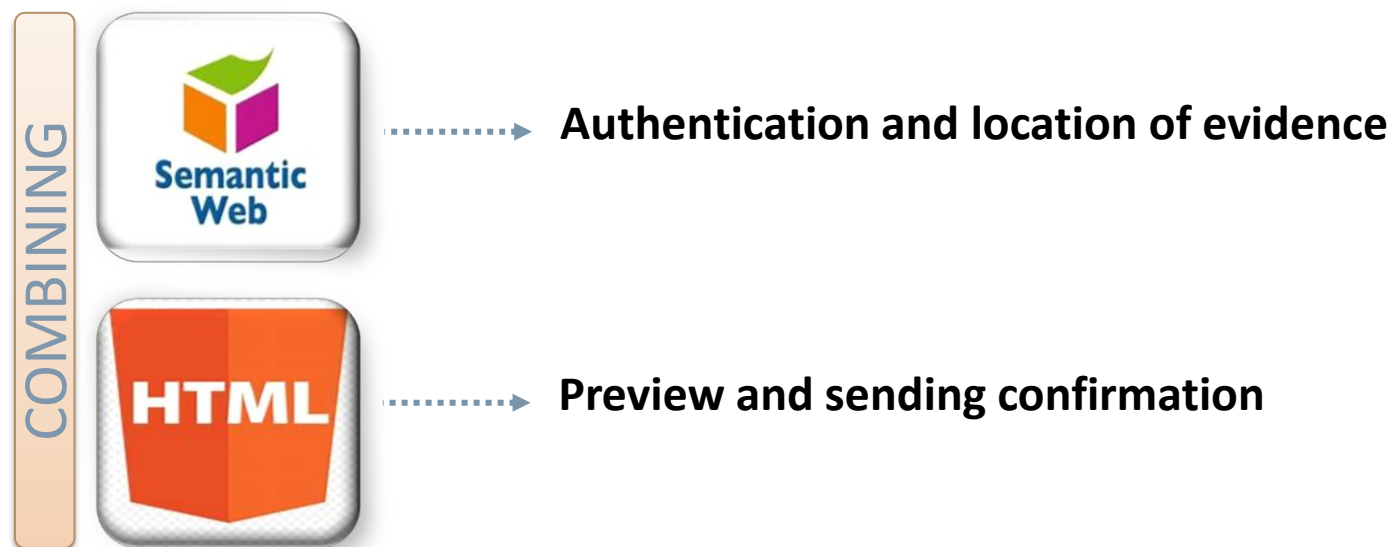 COMBINING
Semantic
Web
Authentication and location of evidence
HTML
Preview and sending confirmation